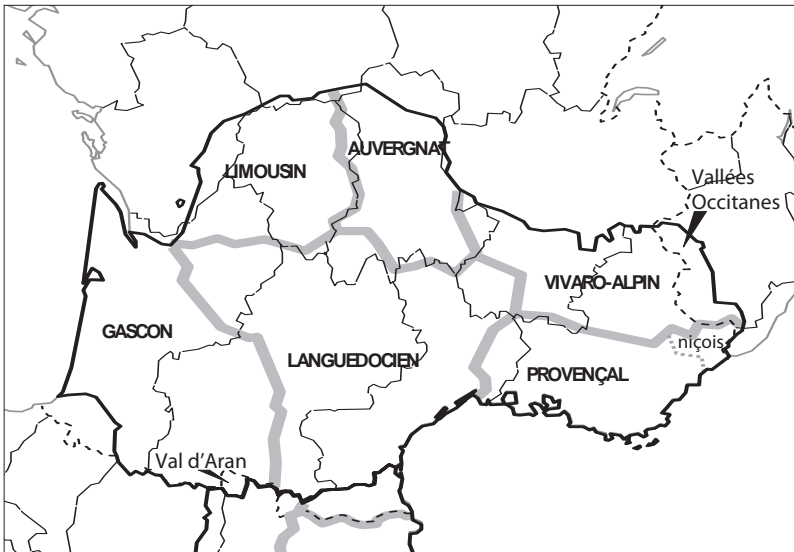 AUVERGNAT
LIMOUSIN
Vallées
Occitanes
VIVARO-ALPIN
GASCON
niçois
LANGUEDOCIEN
PROVENÇAL
Val d’Aran